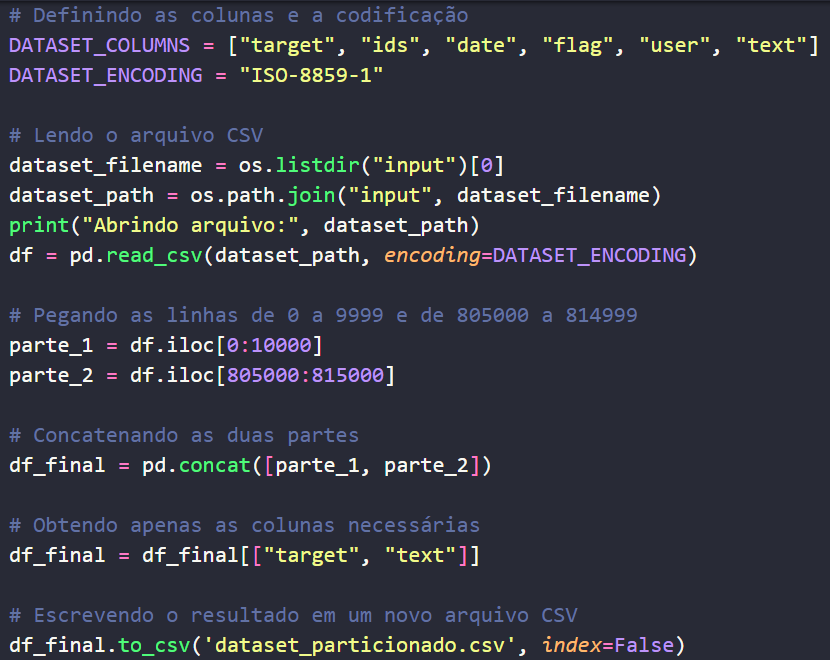 # Definindo as colunas e a codificação
DATASET_COLUMNS = ["target", "ids", "date", "flag", "user", "text"]
DATASET_ENCODING = "ISO-8859-1"
# Lendo o arquivo CSV
dataset_filename = os.listdir("input")[0]
dataset_path = os.path.join("input", dataset_filename)
print("Abrindo arquivo:", dataset_path)
df = pd.read_csv(dataset_path, encoding=DATASET_ENCODING)
# Pegando as linhas de 0 a 9999 e de 805000 a 814999
parte_1 = df.iloc[0:10000]
parte_2 = df.iloc[805000:815000]
# Concatenando as duas partes
df_final = pd.concat([parte_1, parte_2])
# Obtendo apenas as colunas necessárias
df_final = df_final[["target", "text"]]
# Escrevendo o resultado em um novo arquivo CSV
df_final.to_csv('dataset_particionado.csv', index=False)